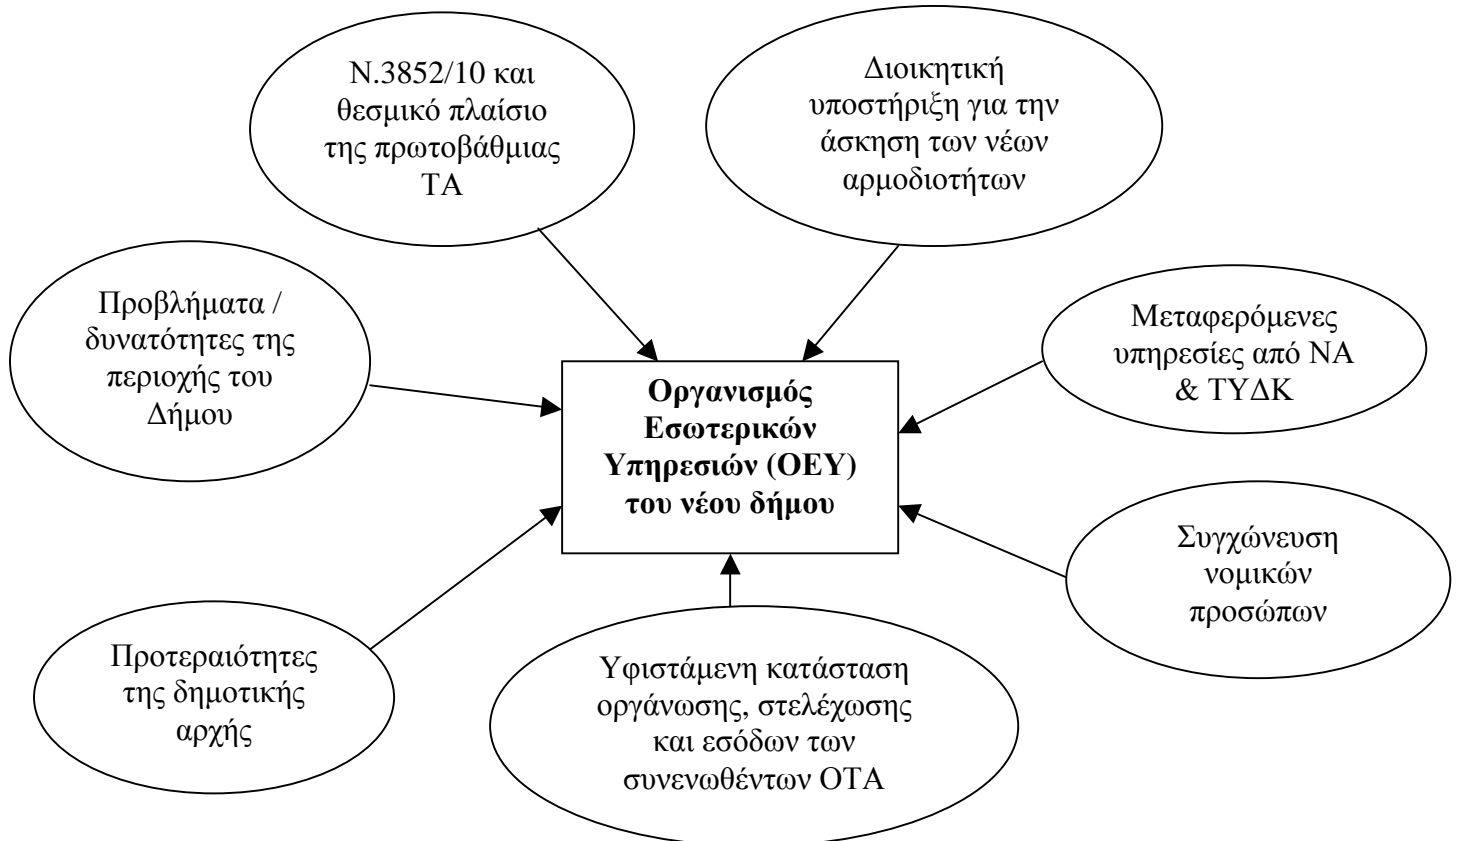 Ν.3852/10 και
θεσμικό πλαίσιο
της πρωτοβάθμιας
ΤΑ
Διοικητική
υποστήριξη για την
άσκηση των νέων
αρμοδιοτήτων
Προβλήματα /
δυνατότητες της
περιοχής του
Δήμου
Μεταφερόμενες
υπηρεσίες από ΝΑ
& ΤΥΔΚ
Οργανισμός
Εσωτερικών
Υπηρεσιών (ΟΕΥ)
του νέου δήμου
Συγχώνευση
νομικών
προσώπων
Προτεραιότητες
της δημοτικής
αρχής
Υφιστάμενη κατάσταση
οργάνωσης, στελέχωσης
και εσόδων των
συνενωθέντων ΟΤΑ